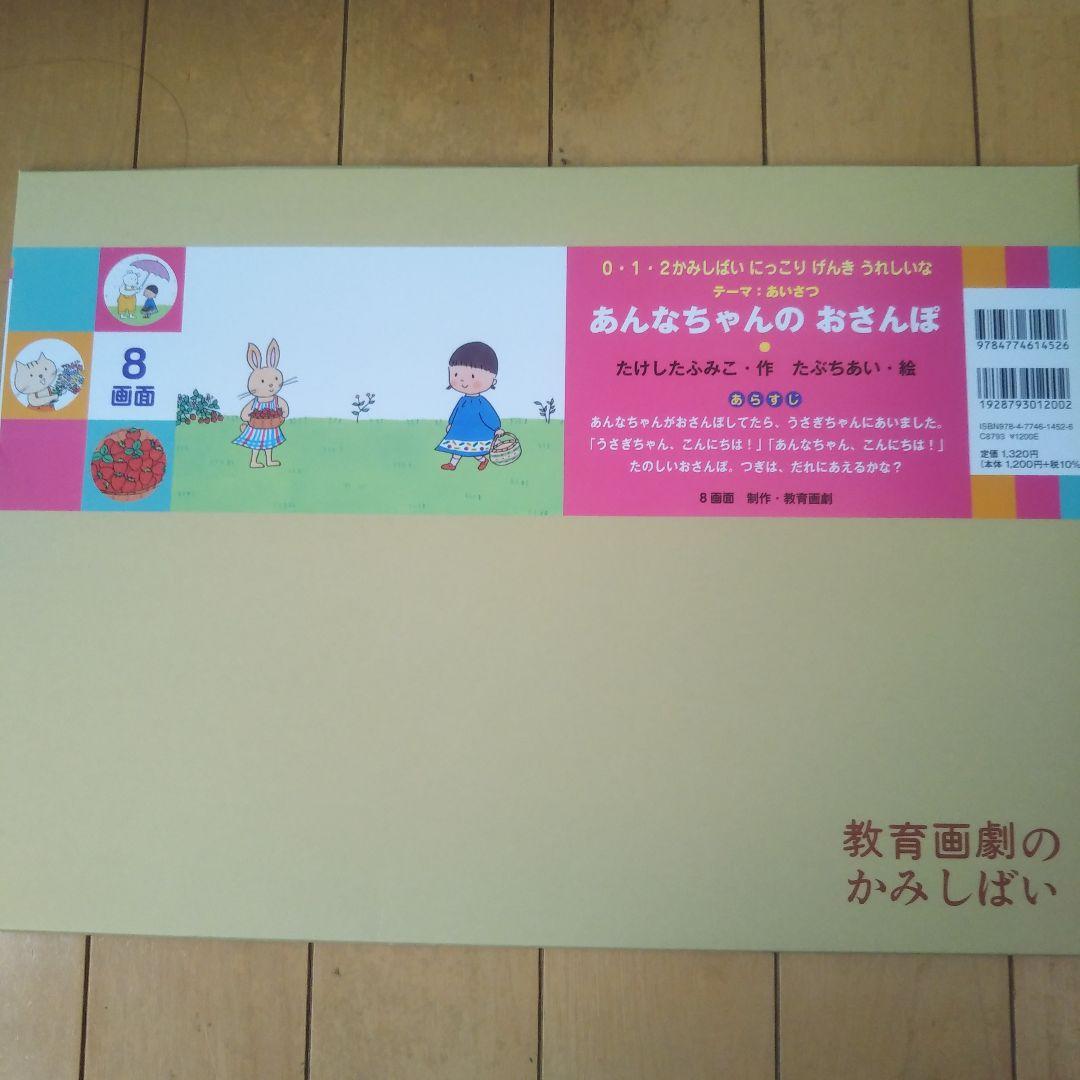 8
画面
0・1・2かみしばい にっこり げんき うれしいな
テーマ：あいさつ
あんなちゃんの おさんぽ
たけしたふみこ・作 たぶちあい・絵
あらすじ
あんなちゃんがおさんぽしてたら、うさぎちゃんにあいました。
「うさぎちゃん、こんにちは！」「あんなちゃん、こんにちは！」
たのしいおさんぽ。つぎは、だれにあえるかな？
8画面 制作・教育画劇
9784774614526
1928793012002
ISBN978-4-7746-1452-6
C8793 ¥1200E
定価 1,320円
(本体 1,200円+税10%
教育画劇の
かみしばい